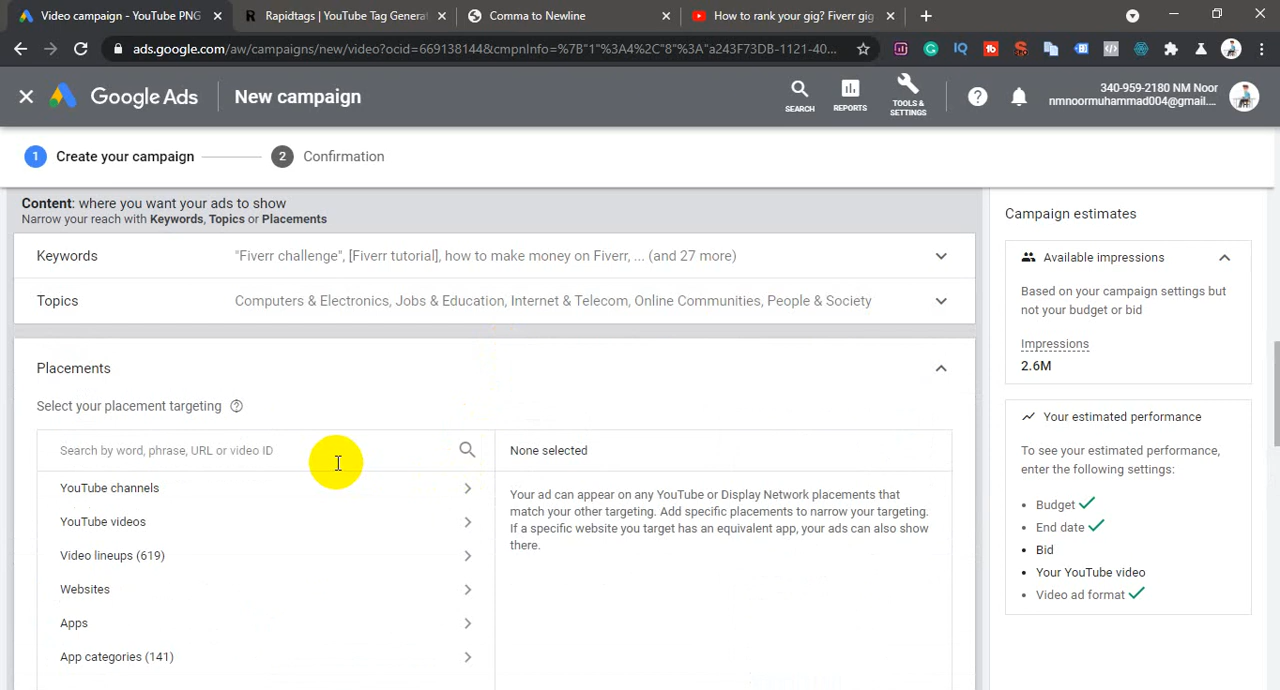 Video campaign - YouTube PNG
Rapidtags | YouTube Tag Genera
Comma to Newline
How to rank your gig? Fiverr gig
ads.google.com/aw/campaigns/new/video?ocid=669138144&cmpnInfo=%7B"1"%3A4%2C"8"%3A"a243F73DB-1121-40...
Google Ads
New campaign
SEARCH
REPORTS
TOOLS &
SETTINGS
340-959-2180 NM Noor
nmnoormuhammad004@gmail....
1 Create your campaign
2 Confirmation
Content: where you want your ads to show
Narrow your reach with Keywords, Topics or Placements
Keywords
"Fiverr challenge", [Fiverr tutorial], how to make money on Fiverr, ... (and 27 more)
Topics
Computers & Electronics, Jobs & Education, Internet & Telecom, Online Communities, People & Society
Placements
Select your placement targeting
Search by word, phrase, URL or video ID
YouTube channels
YouTube videos
Video lineups (619)
Websites
Apps
App categories (141)
None selected
Your ad can appear on any YouTube or Display Network placements that
match your other targeting. Add specific placements to narrow your targeting.
If a specific website you target has an equivalent app, your ads can also show
there.
Campaign estimates
Available impressions
Based on your campaign settings but
not your budget or bid
Impressions
2.6M
Your estimated performance
To see your estimated performance,
enter the following settings:
• Budget
• End date
• Bid
• Your YouTube video
• Video ad format